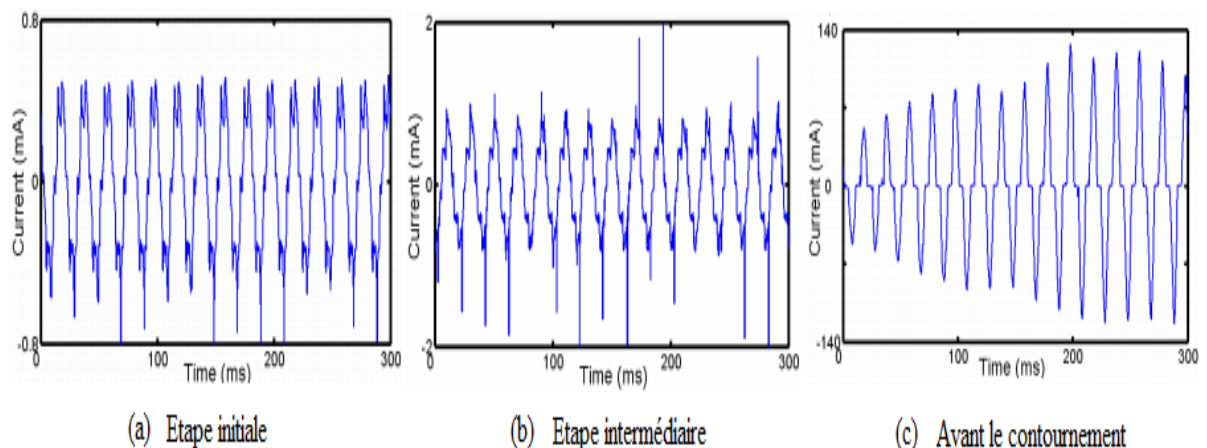 0.8
0
-0.8
Current (mA)
0 100 200 300
Time (ms)
(a) Etape initiale
2
0
-2
Current (mA)
0 100 200 300
Time (ms)
(b) Etape intermédiaire
140
0
-140
Current (mA)
0 100 200 300
Time (ms)
(c) Avant le contournement